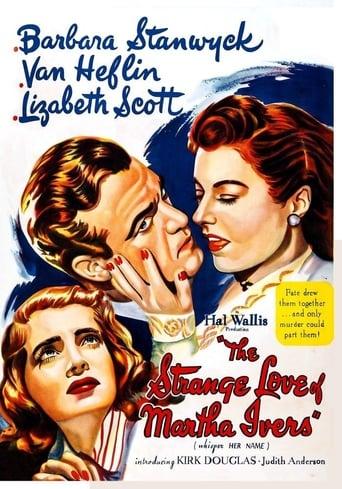 Barbara Stanwyck
Van Heflin
Lizabeth Scott
Fate drew
them together
...and only
murder could
part them!
Hal Wallis
Production
"The
Strange Love of
Martha Ivers"
(whisper HER NAME)
introducing KIRK DOUGLAS · Judith Anderson